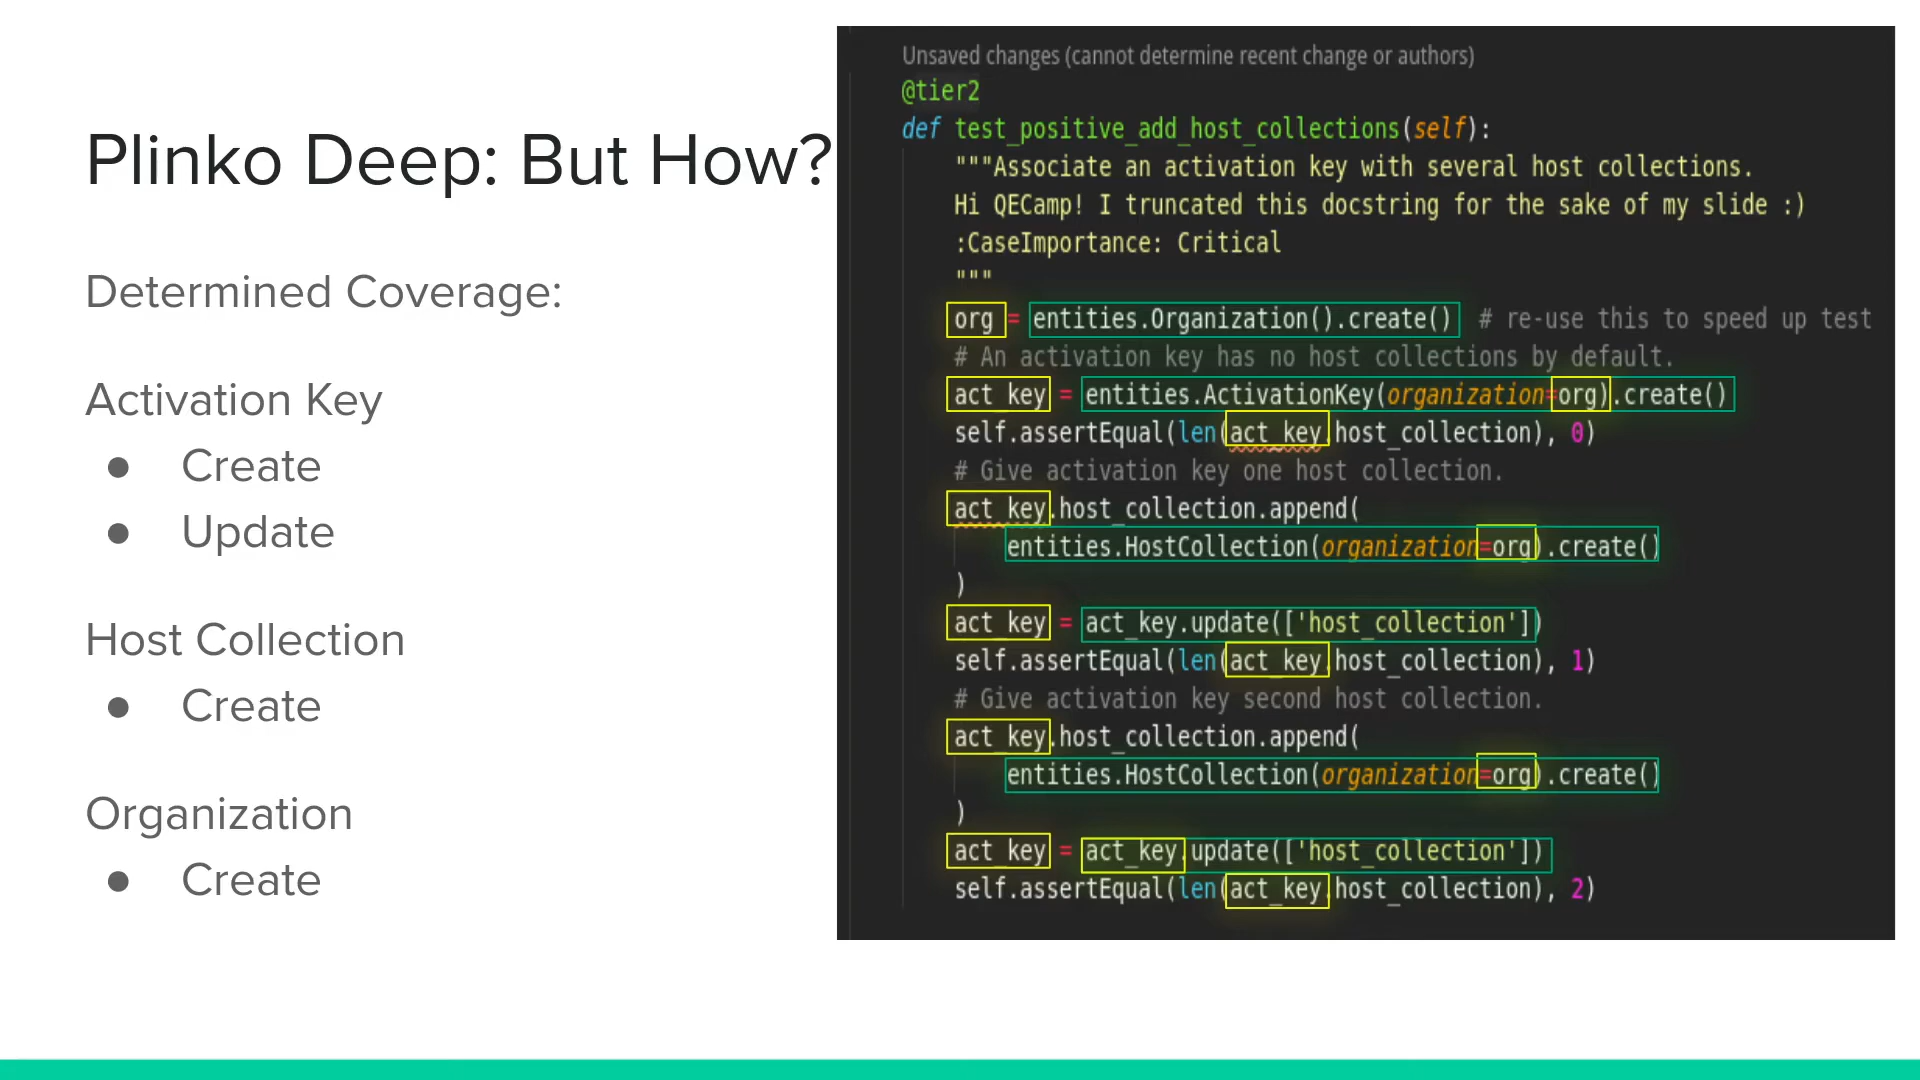 Plinko Deep: But How?
Determined Coverage:
Activation Key
● Create
● Update
Host Collection
● Create
Organization
● Create
Unsaved changes (cannot determine recent change or authors)
@tier2
def test_positive_add_host_collections(self):
"""Associate an activation key with several host collections.
Hi QECamp! I truncated this docstring for the sake of my slide :)
:CaseImportance: Critical
"""
org = entities.Organization().create()  # re-use this to speed up test
# An activation key has no host collections by default.
act_key = entities.ActivationKey(organization=org).create()
self.assertEqual(len(act_key.host_collection), 0)
# Give activation key one host collection.
act_key.host_collection.append(
entities.HostCollection(organization=org).create()
)
act_key = act_key.update(['host_collection'])
self.assertEqual(len(act_key.host_collection), 1)
# Give activation key second host collection.
act_key.host_collection.append(
entities.HostCollection(organization=org).create()
)
act_key = act_key.update(['host_collection'])
self.assertEqual(len(act_key.host_collection), 2)